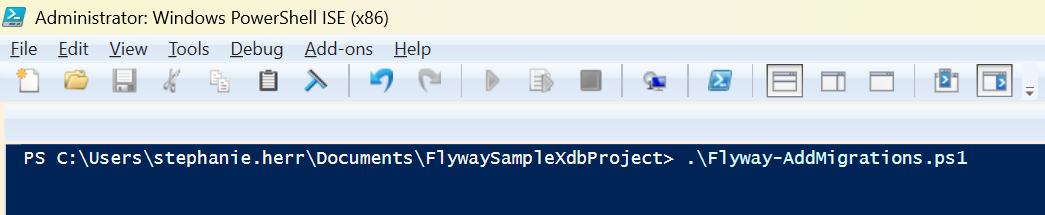 Administrator: Windows PowerShell ISE (x86)
File Edit View Tools Debug Add-ons Help
PS C:\Users\stephanie.herr\Documents\FlywaySampleXdbProject> .\Flyway-AddMigrations.ps1